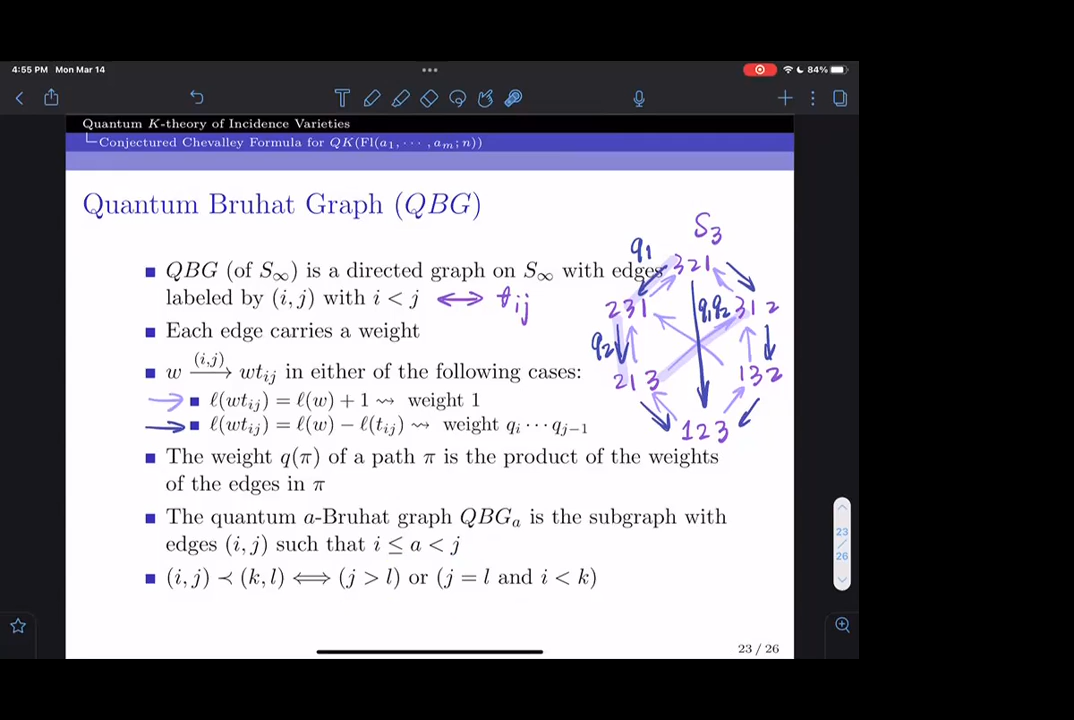 4:55 PM Mon Mar 14
84%
Quantum K-theory of Incidence Varieties
Conjectured Chevalley Formula for QK(Fl(a₁, ⋯ , aₘ; n))
Quantum Bruhat Graph (QBG)
S₃
■ QBG (of S∞) is a directed graph on S∞ with edges
labeled by (i, j) with i < j ⟷ tᵢⱼ
q₁
321
231
q₁q₂
312
■ Each edge carries a weight
q₂
■ w —(i,j)→ wtᵢⱼ in either of the following cases:
213
132
■ ℓ(wtᵢⱼ) = ℓ(w) + 1 ⇝ weight 1
■ ℓ(wtᵢⱼ) = ℓ(w) − ℓ(tᵢⱼ) ⇝ weight qᵢ ⋯ qⱼ₋₁
123
■ The weight q(π) of a path π is the product of the weights
of the edges in π
■ The quantum a-Bruhat graph QBGₐ is the subgraph with
edges (i, j) such that i ≤ a < j
■ (i, j) ≺ (k, l) ⟺ (j > l) or (j = l and i < k)
23
/
26
23 / 26